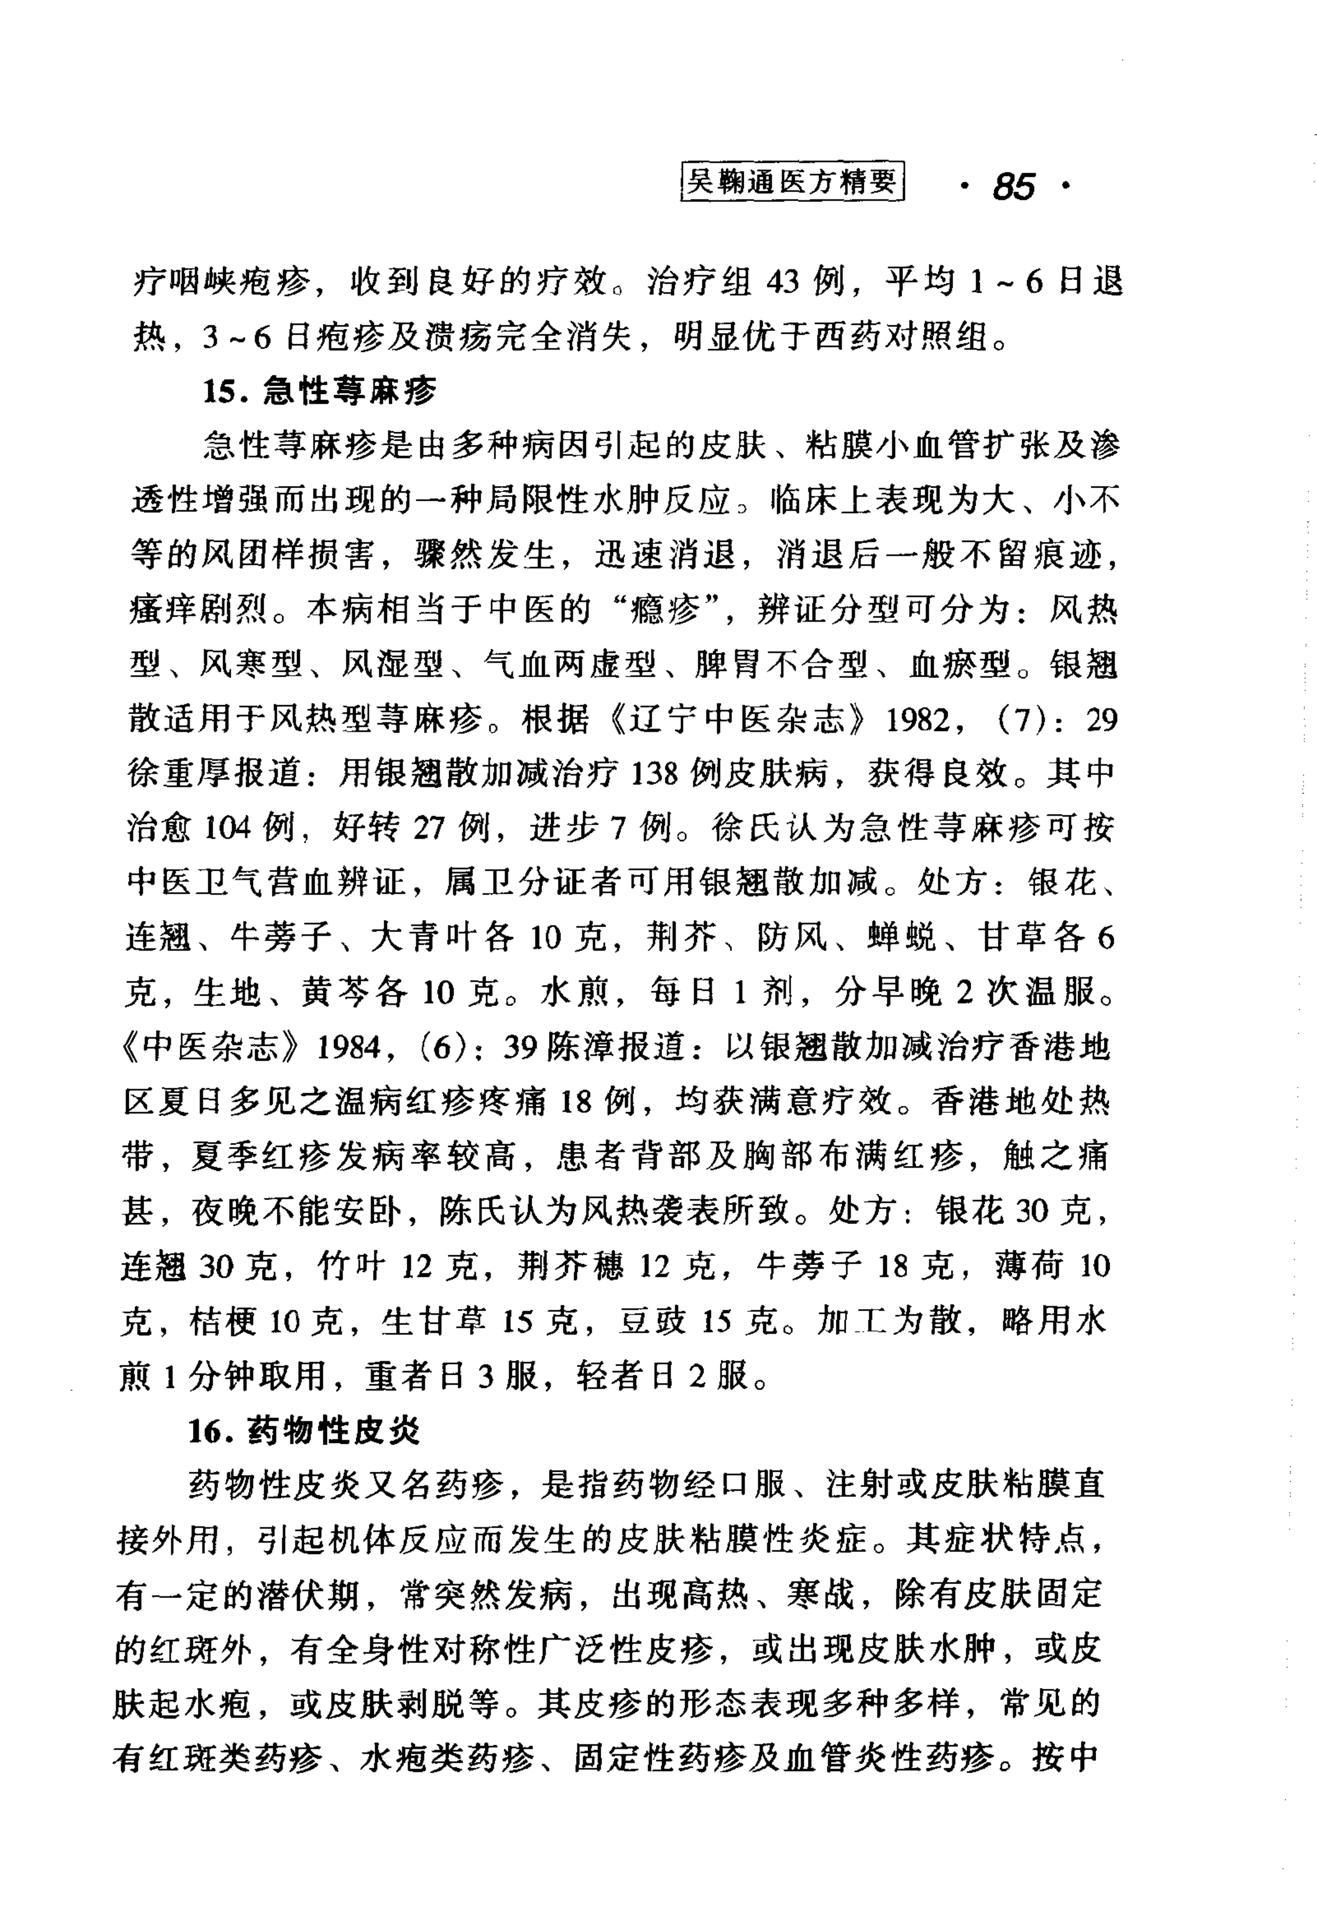 吴鞠通医方精要 · 85 ·
疗咽峡疱疹，收到良好的疗效。治疗组 43 例，平均 1～6 日退
热，3～6 日疱疹及溃疡完全消失，明显优于西药对照组。
15. 急性荨麻疹
急性荨麻疹是由多种病因引起的皮肤、粘膜小血管扩张及渗
透性增强而出现的一种局限性水肿反应。临床上表现为大、小不
等的风团样损害，骤然发生，迅速消退，消退后一般不留痕迹，
瘙痒剧烈。本病相当于中医的“瘾疹”，辨证分型可分为：风热
型、风寒型、风湿型、气血两虚型、脾胃不合型、血瘀型。银翘
散适用于风热型荨麻疹。根据《辽宁中医杂志》1982，（7）：29
徐重厚报道：用银翘散加减治疗 138 例皮肤病，获得良效。其中
治愈 104 例，好转 27 例，进步 7 例。徐氏认为急性荨麻疹可按
中医卫气营血辨证，属卫分证者可用银翘散加减。处方：银花、
连翘、牛蒡子、大青叶各 10 克，荆芥、防风、蝉蜕、甘草各 6
克，生地、黄芩各 10 克。水煎，每日 1 剂，分早晚 2 次温服。
《中医杂志》1984，（6）：39 陈漳报道：以银翘散加减治疗香港地
区夏日多见之温病红疹疼痛 18 例，均获满意疗效。香港地处热
带，夏季红疹发病率较高，患者背部及胸部布满红疹，触之痛
甚，夜晚不能安卧，陈氏认为风热袭表所致。处方：银花 30 克，
连翘 30 克，竹叶 12 克，荆芥穗 12 克，牛蒡子 18 克，薄荷 10
克，桔梗 10 克，生甘草 15 克，豆豉 15 克。加工为散，略用水
煎 1 分钟取用，重者日 3 服，轻者日 2 服。
16. 药物性皮炎
药物性皮炎又名药疹，是指药物经口服、注射或皮肤粘膜直
接外用，引起机体反应而发生的皮肤粘膜性炎症。其症状特点，
有一定的潜伏期，常突然发病，出现高热、寒战，除有皮肤固定
的红斑外，有全身性对称性广泛性皮疹，或出现皮肤水肿，或皮
肤起水疱，或皮肤剥脱等。其皮疹的形态表现多种多样，常见的
有红斑类药疹、水疱类药疹、固定性药疹及血管炎性药疹。按中